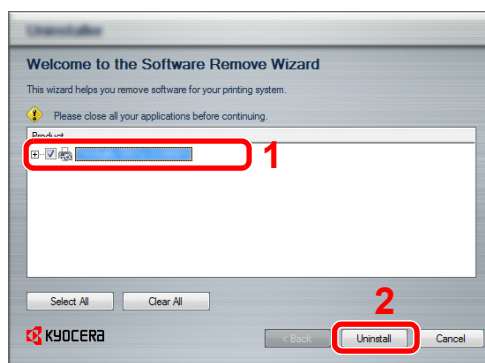 Welcome to the Software Remove Wizard
This wizard helps you remove software for your printing system.
Please close all your applications before continuing.
Product
1
Select All Clear All
2
KYOCERA
< Back Uninstall Cancel